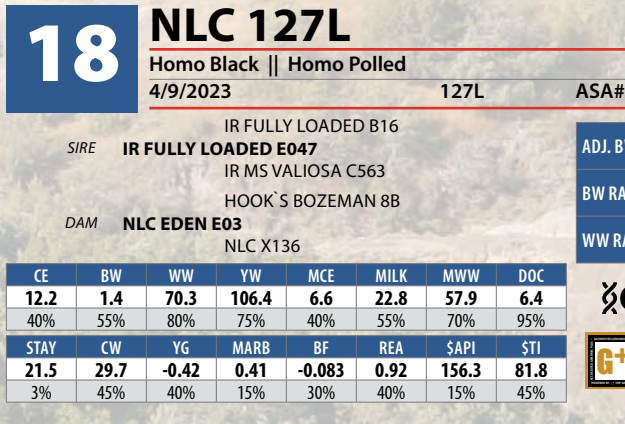 18
NLC 127L
Homo Black || Homo Polled
4/9/2023 127L ASA#
IR FULLY LOADED B16
SIRE IR FULLY LOADED E047
IR MS VALIOSA C563
HOOK`S BOZEMAN 8B
DAM NLC EDEN E03
NLC X136
ADJ. B
BW RA
WW RA
CE BW WW YW MCE MILK MWW DOC
12.2 1.4 70.3 106.4 6.6 22.8 57.9 6.4
40% 55% 80% 75% 40% 55% 70% 95%
STAY CW YG MARB BF REA $API $TI
21.5 29.7 -0.42 0.41 -0.083 0.92 156.3 81.8
3% 45% 40% 15% 30% 40% 15% 45%
G+